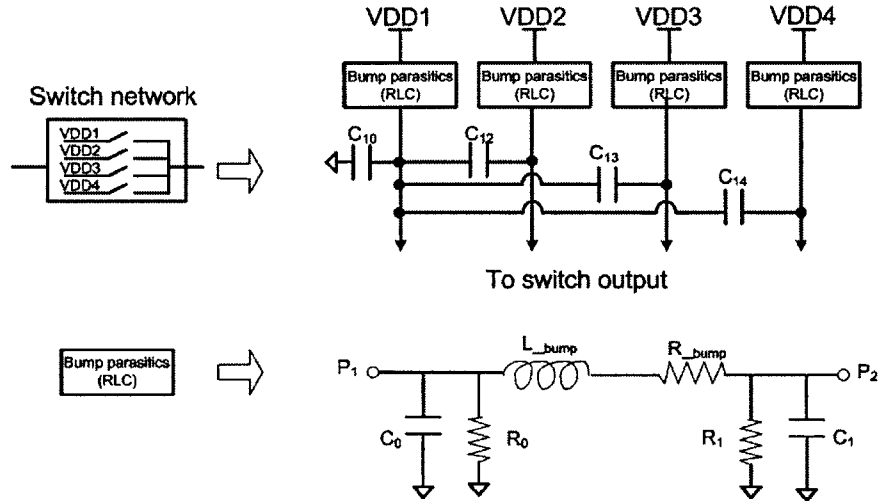 VDD1 VDD2 VDD3 VDD4
Bump parasitics (RLC)
Bump parasitics (RLC)
Bump parasitics (RLC)
Bump parasitics (RLC)
Switch network
VDD1
VDD2
VDD3
VDD4
C10
C12
C13
C14
To switch output
Bump parasitics (RLC)
P1
L_bump
R_bump
P2
C0
R0
R1
C1